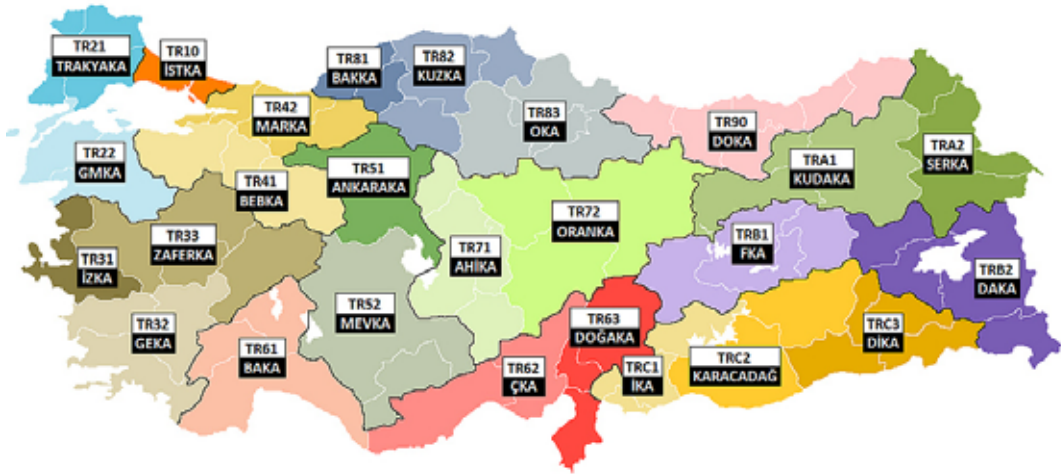 TR21
TRAKYAKA
TR10
İSTKA
TR81
BAKKA
TR82
KUZKA
TR42
MARKA
TR83
OKA
TR90
DOKA
TRA2
SERKA
TR22
GMKA
TR41
BEBKA
TR51
ANKARAKA
TRA1
KUDAKA
TR33
ZAFERKA
TR72
ORANKA
TR71
AHİKA
TRB1
FKA
TR31
İZKA
TRB2
DAKA
TR32
GEKA
TR52
MEVKA
TR63
DOĞAKA
TRC3
DİKA
TR61
BAKA
TR62
ÇKA
TRC1
İKA
TRC2
KARACADAĞ